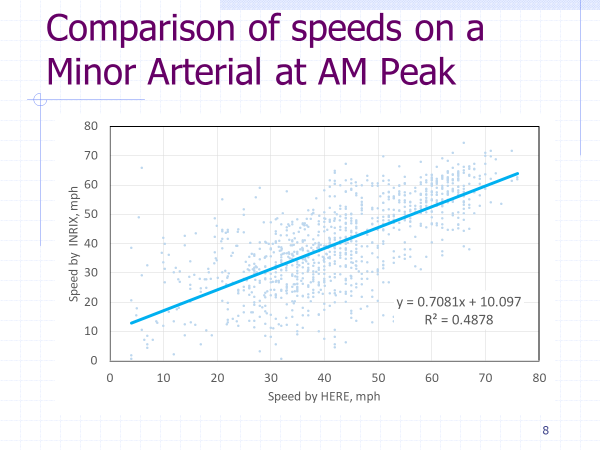 Comparison of speeds on a
Minor Arterial at AM Peak
80
70
60
50
40
30
20
10
0
Speed by INRIX, mph
y = 0.7081x + 10.097
R² = 0.4878
0 10 20 30 40 50 60 70 80
Speed by HERE, mph
8